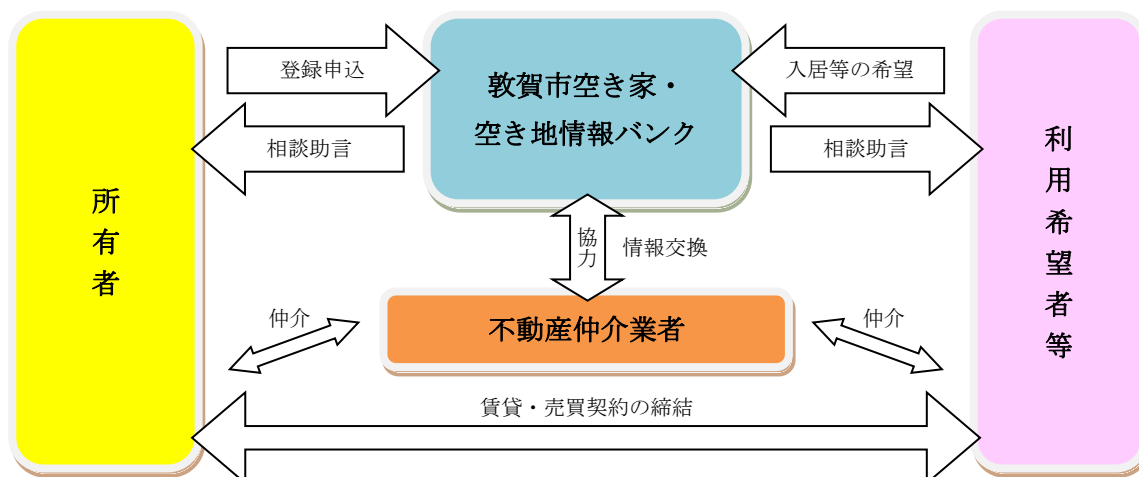 登録申込
敦賀市空き家・
空き地情報バンク
入居等の希望
相談助言
相談助言
所有者
利用希望者等
協力
情報交換
仲介
不動産仲介業者
仲介
賃貸・売買契約の締結